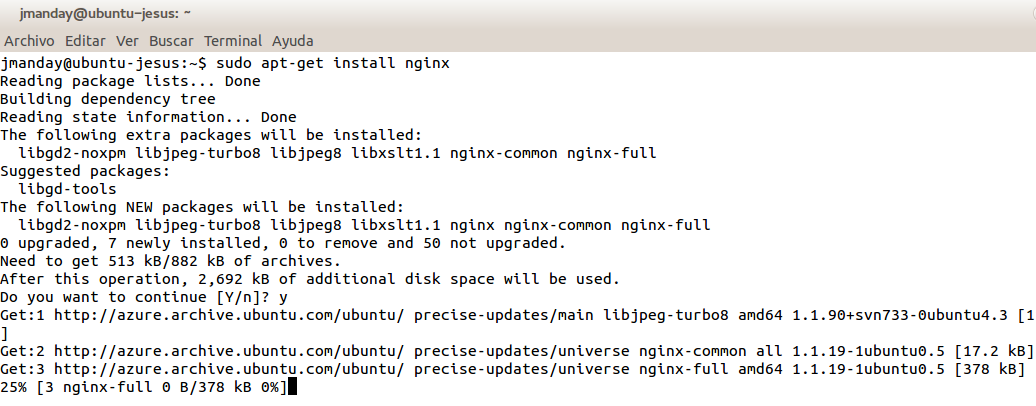 jmanday@ubuntu-jesus: ~
Archivo Editar Ver Buscar Terminal Ayuda
jmanday@ubuntu-jesus:~$ sudo apt-get install nginx
Reading package lists... Done
Building dependency tree
Reading state information... Done
The following extra packages will be installed:
  libgd2-noxpm libjpeg-turbo8 libjpeg8 libxslt1.1 nginx-common nginx-full
Suggested packages:
  libgd-tools
The following NEW packages will be installed:
  libgd2-noxpm libjpeg-turbo8 libjpeg8 libxslt1.1 nginx nginx-common nginx-full
0 upgraded, 7 newly installed, 0 to remove and 50 not upgraded.
Need to get 513 kB/882 kB of archives.
After this operation, 2,692 kB of additional disk space will be used.
Do you want to continue [Y/n]? y
Get:1 http://azure.archive.ubuntu.com/ubuntu/ precise-updates/main libjpeg-turbo8 amd64 1.1.90+svn733-0ubuntu4.3 [1
]
Get:2 http://azure.archive.ubuntu.com/ubuntu/ precise-updates/universe nginx-common all 1.1.19-1ubuntu0.5 [17.2 kB]
Get:3 http://azure.archive.ubuntu.com/ubuntu/ precise-updates/universe nginx-full amd64 1.1.19-1ubuntu0.5 [378 kB]
25% [3 nginx-full 0 B/378 kB 0%]